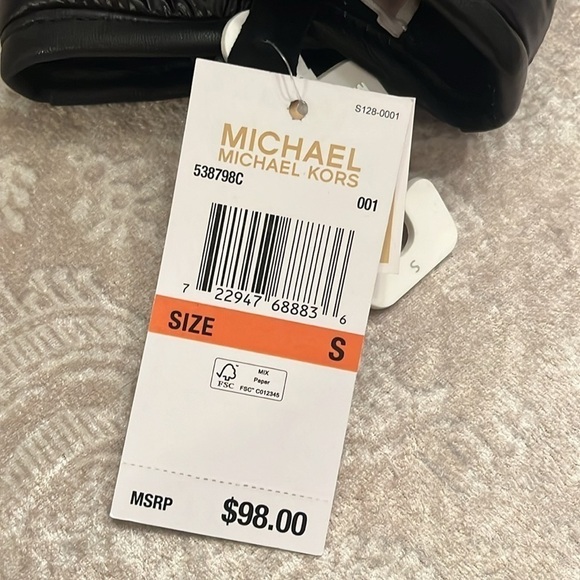 S128-0001
MICHAEL
MICHAEL KORS
538798C
001
7 22947 68883 6
SIZE S
FSC
MIX
Paper
FSC® C012345
MSRP $98.00
S